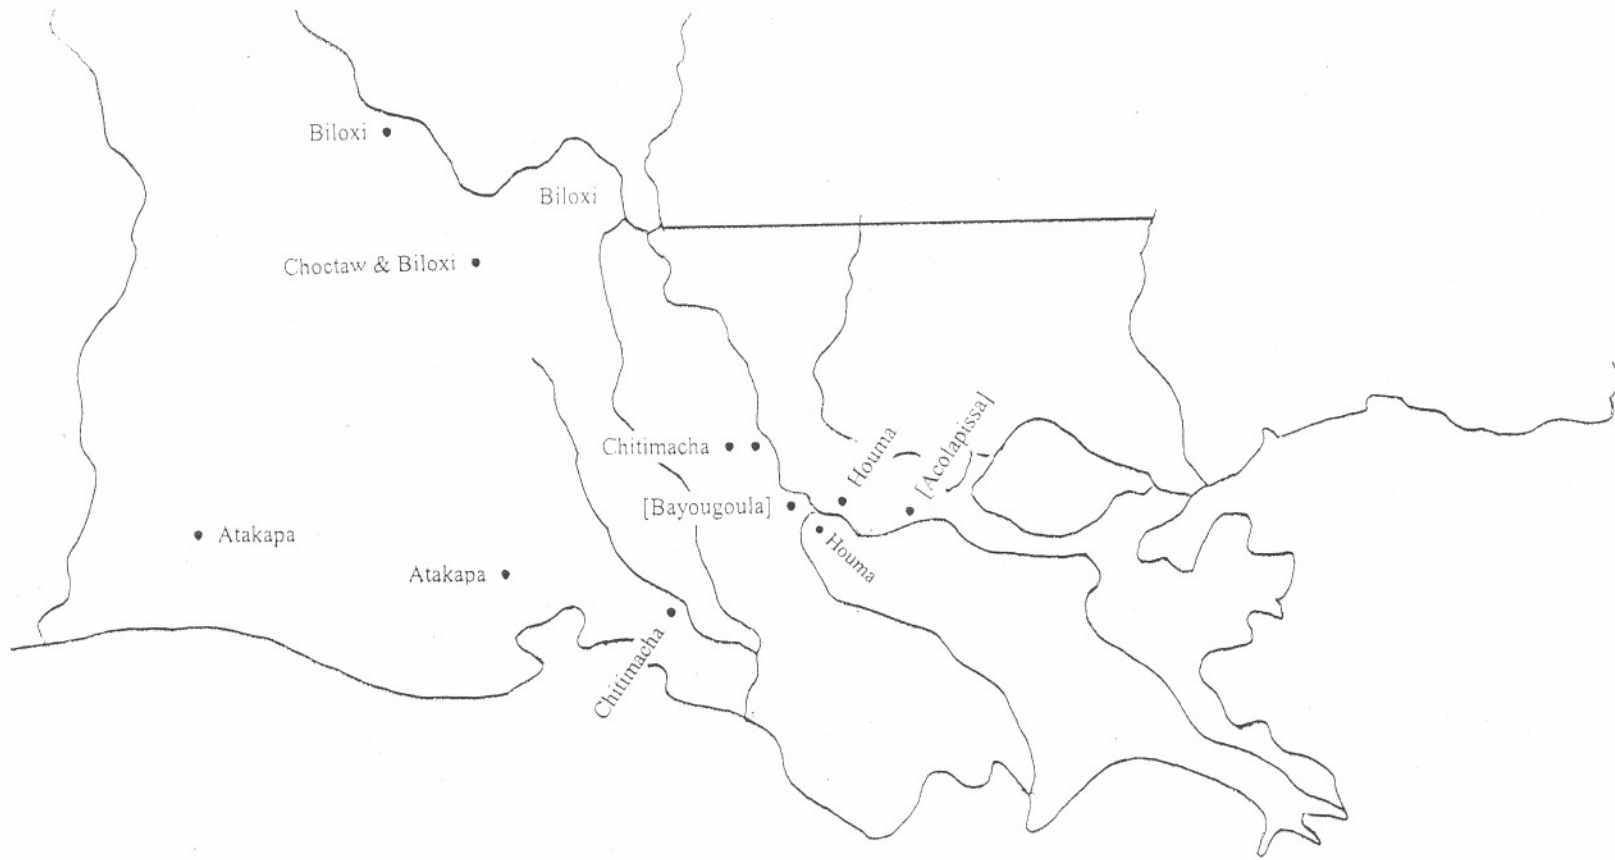 Biloxi
Biloxi
Choctaw & Biloxi
[Acolapissa]
Houma
Chitimacha
[Bayougoula]
Houma
Atakapa
Atakapa
Chitimacha